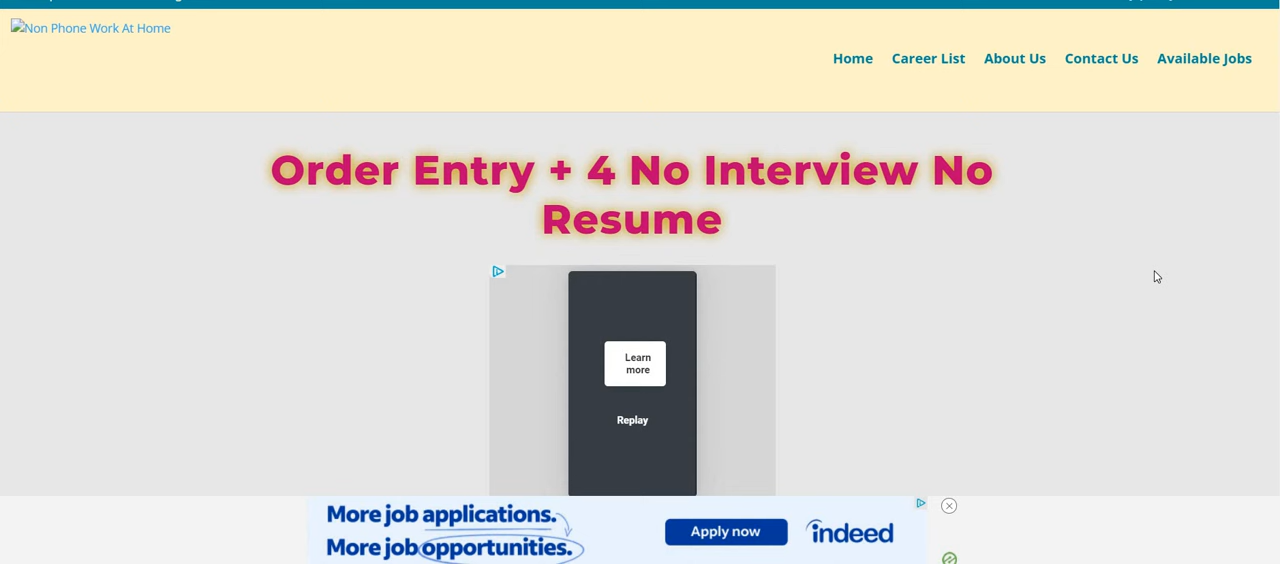 Non Phone Work At Home
Home Career List About Us Contact Us Available Jobs
Order Entry + 4 No Interview No
Resume
Learn
more
Replay
More job applications.
More job opportunities.
Apply now
indeed